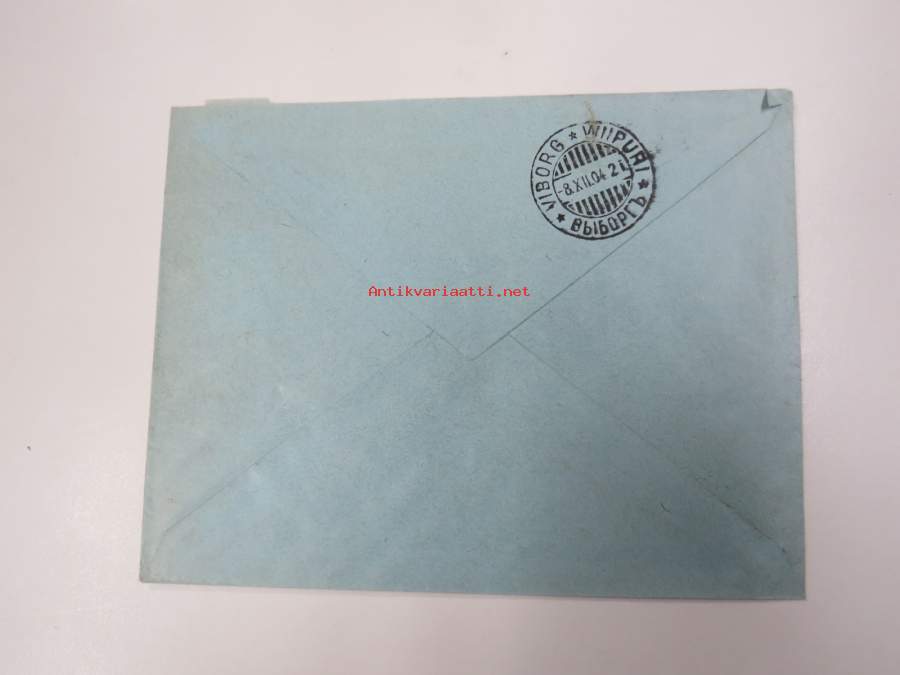 VIBORG * WIIPURI * ВЫБОРГЪ *
-8.XII.04 2 i
Antikvariaatti.net